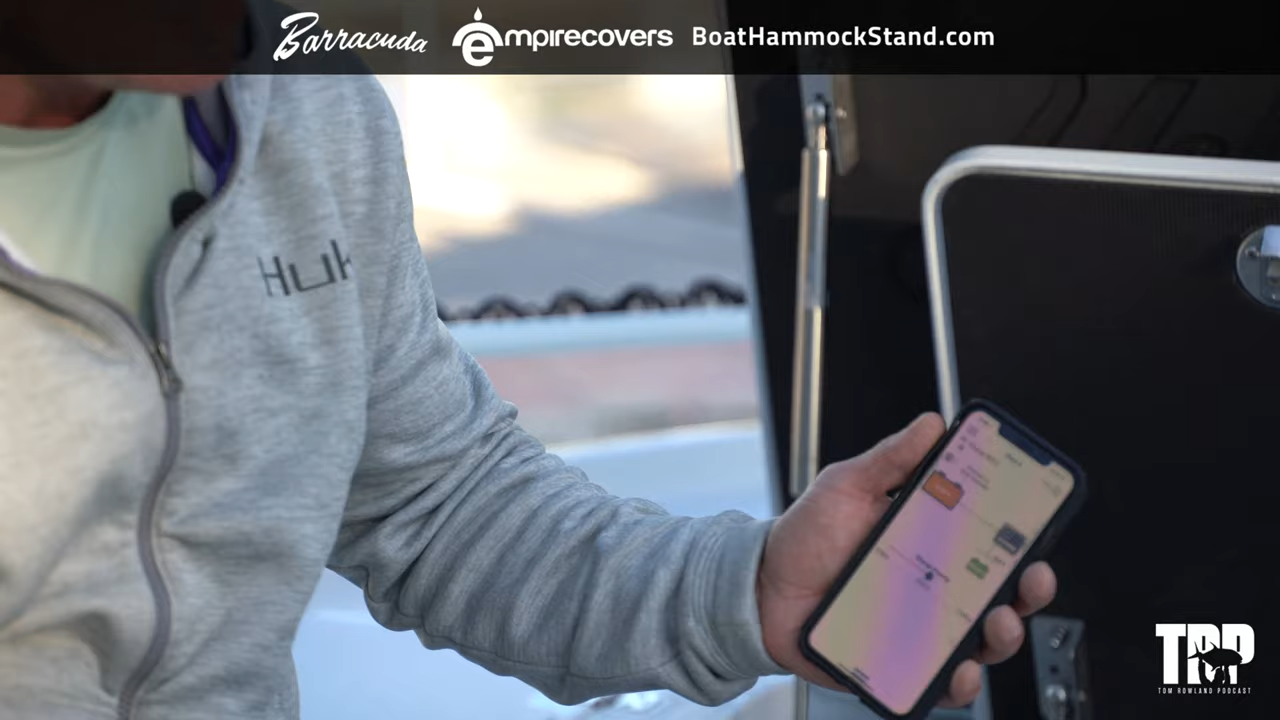 Barracuda empirecovers BoatHammockStand.com
HUK
TRP
TOM ROWLAND PODCAST